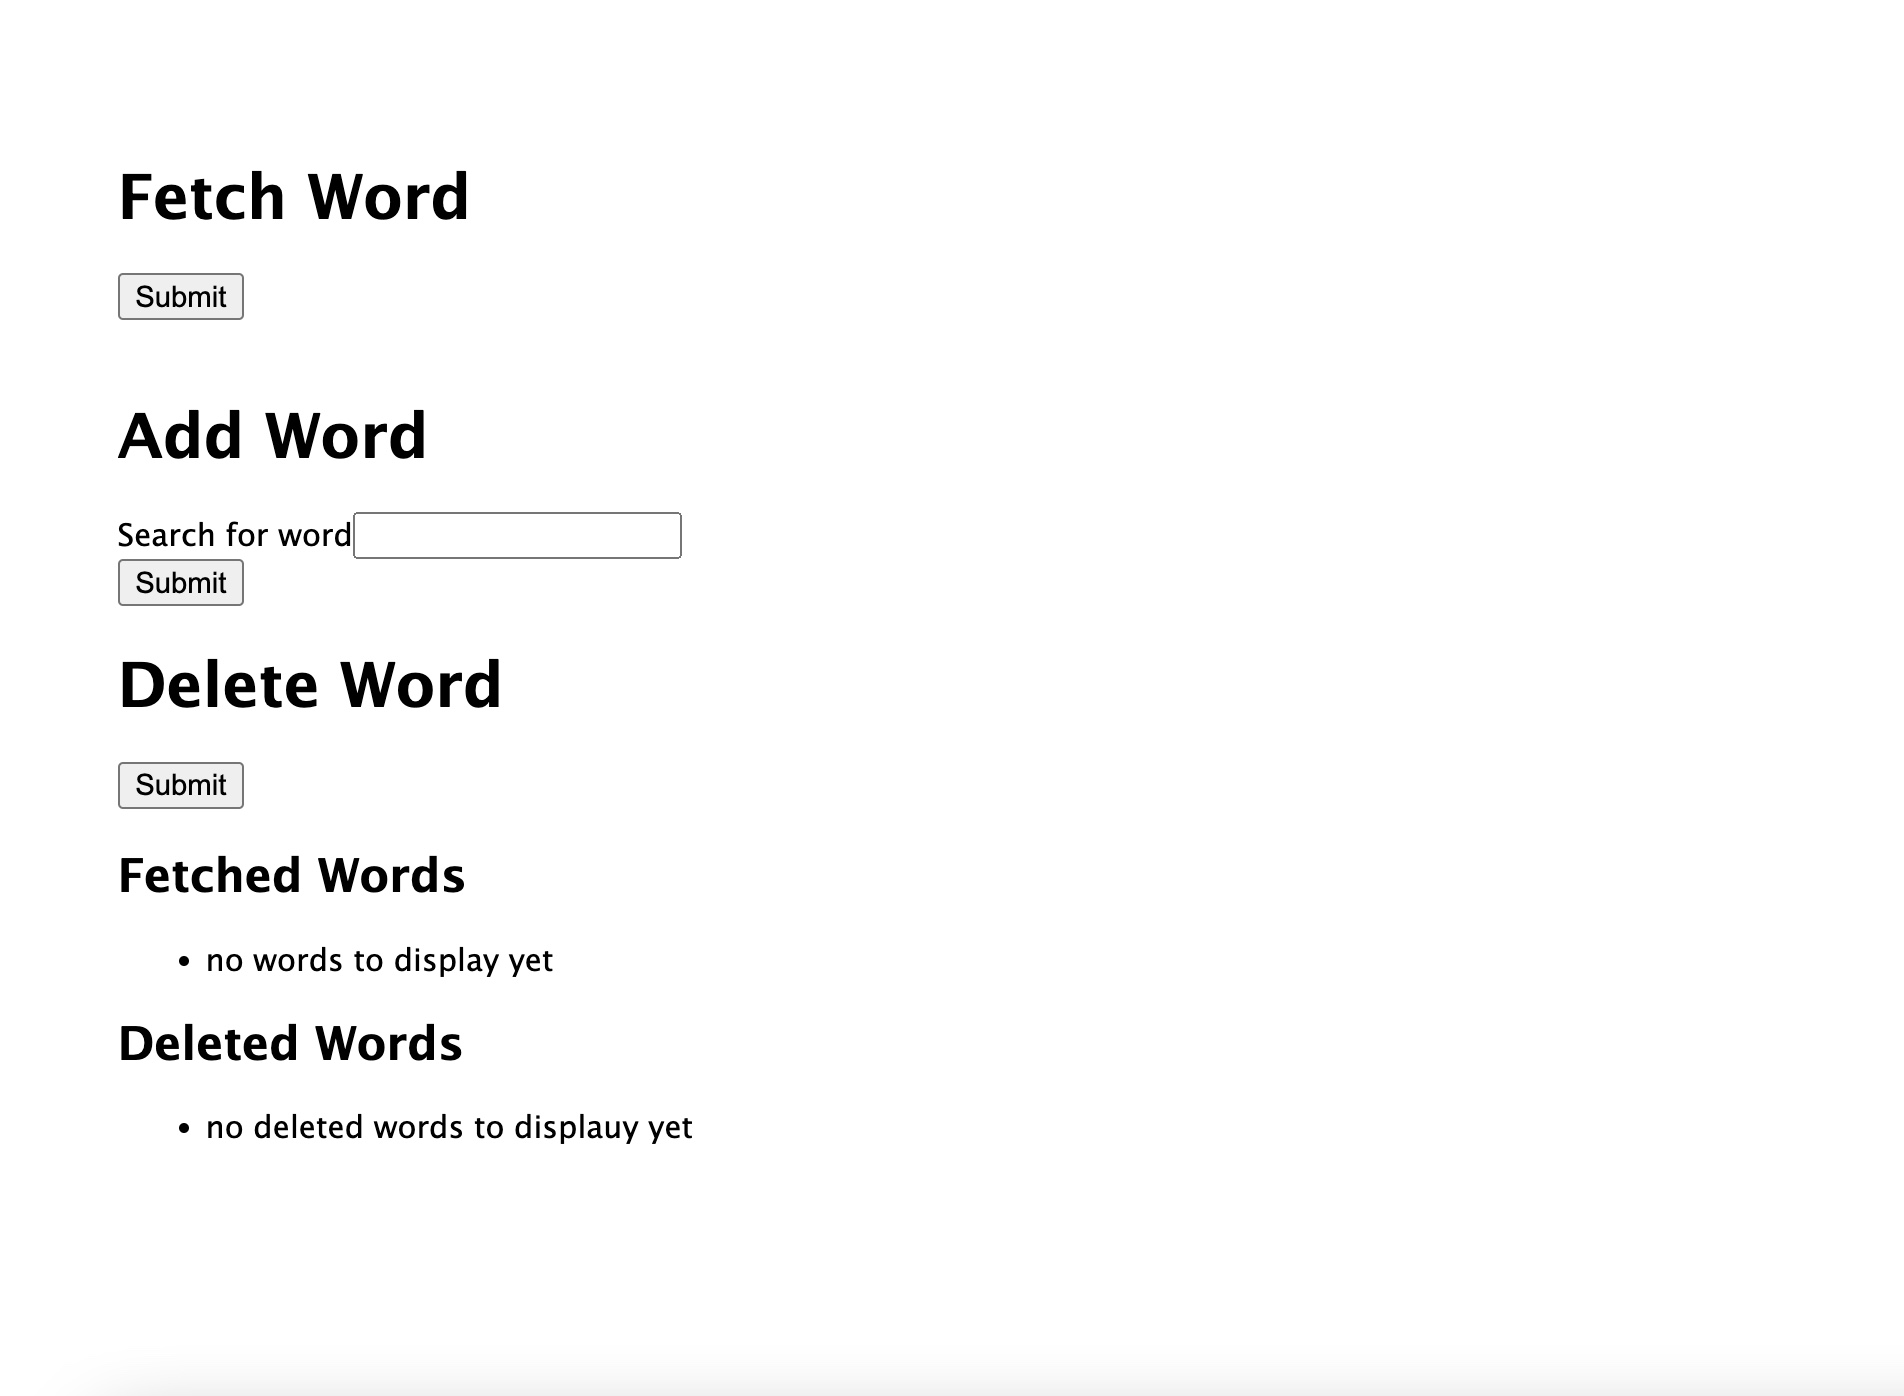 Fetch Word
Submit
Add Word
Search for word
Submit
Delete Word
Submit
Fetched Words
• no words to display yet
Deleted Words
• no deleted words to displauy yet